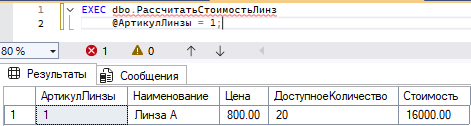 1 EXEC dbo.РассчитатьСтоимостьЛинз
2 @АртикулЛинзы = 1;
80 % 1 0
Результаты Сообщения
АртикулЛинзы Наименование Цена ДоступноеКоличество Стоимость
1 1 Линза А 800.00 20 16000.00